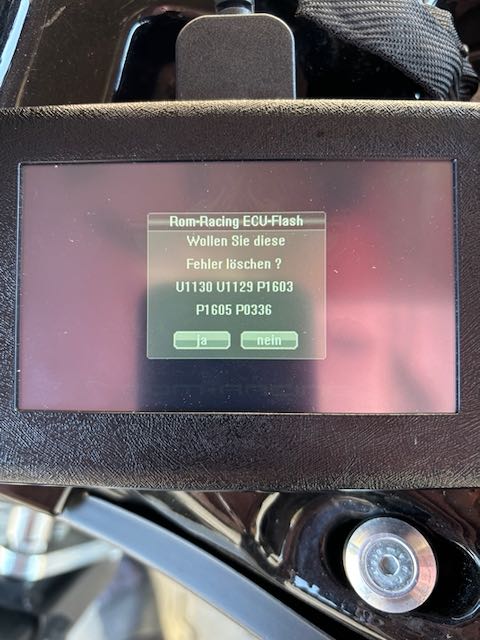 Rom-Racing ECU-Flash
Wollen Sie diese
Fehler löschen ?
U1130 U1129 P1603
P1605 P0336
ja nein